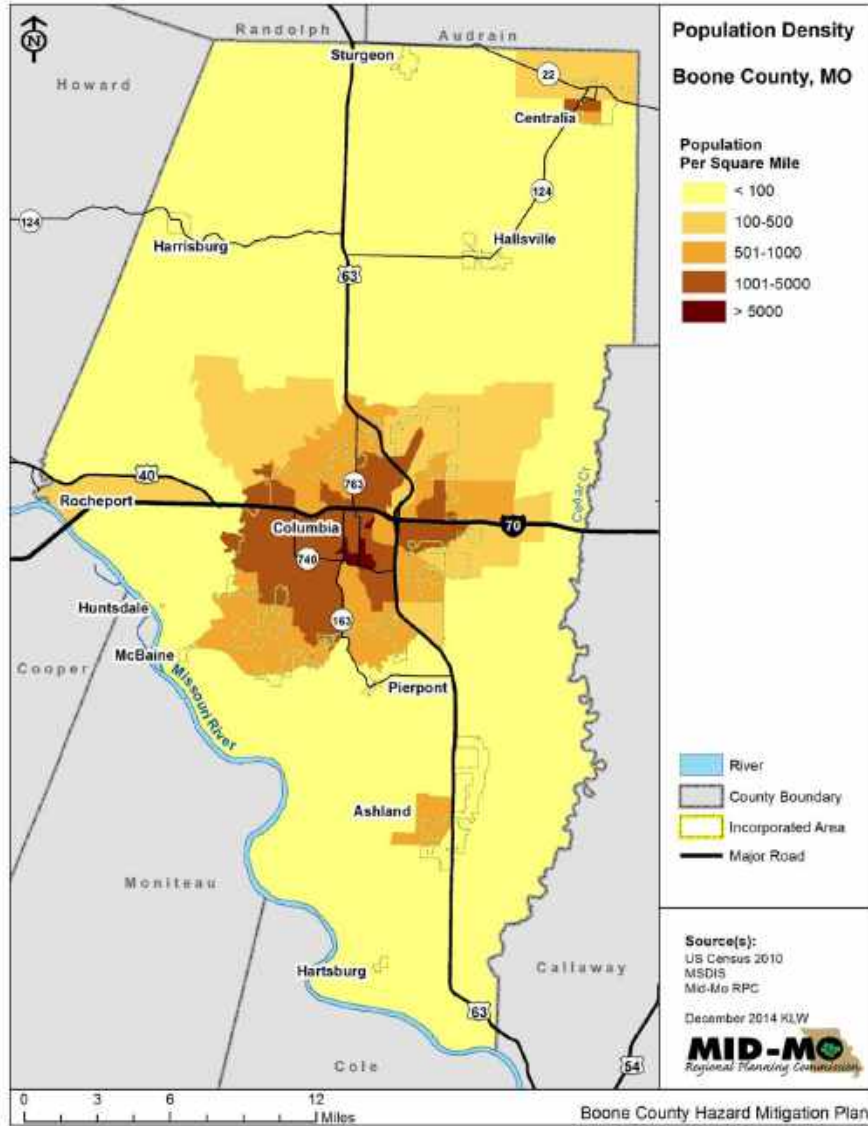 Population Density
Boone County, MO
Population
Per Square Mile
< 100
100-500
501-1000
1001-5000
> 5000
N
Randolph
Audrain
Sturgeon
22
Howard
Centralia
124
124
Harrisburg
Hallsville
63
40
Rocheport
763
Cedar Cr
Columbia
70
740
Huntsdale
163
McBaine
Cooper
Missouri River
Pierpont
Ashland
Moniteau
Hartsburg
Callaway
63
Cole
54
River
County Boundary
Incorporated Area
Major Road
Source(s):
US Census 2010
MSDIS
Mid-Mo RPC
December 2014 KLW
MID-MO
Regional Planning Commission
0 3 6 12
Miles
Boone County Hazard Mitigation Plan